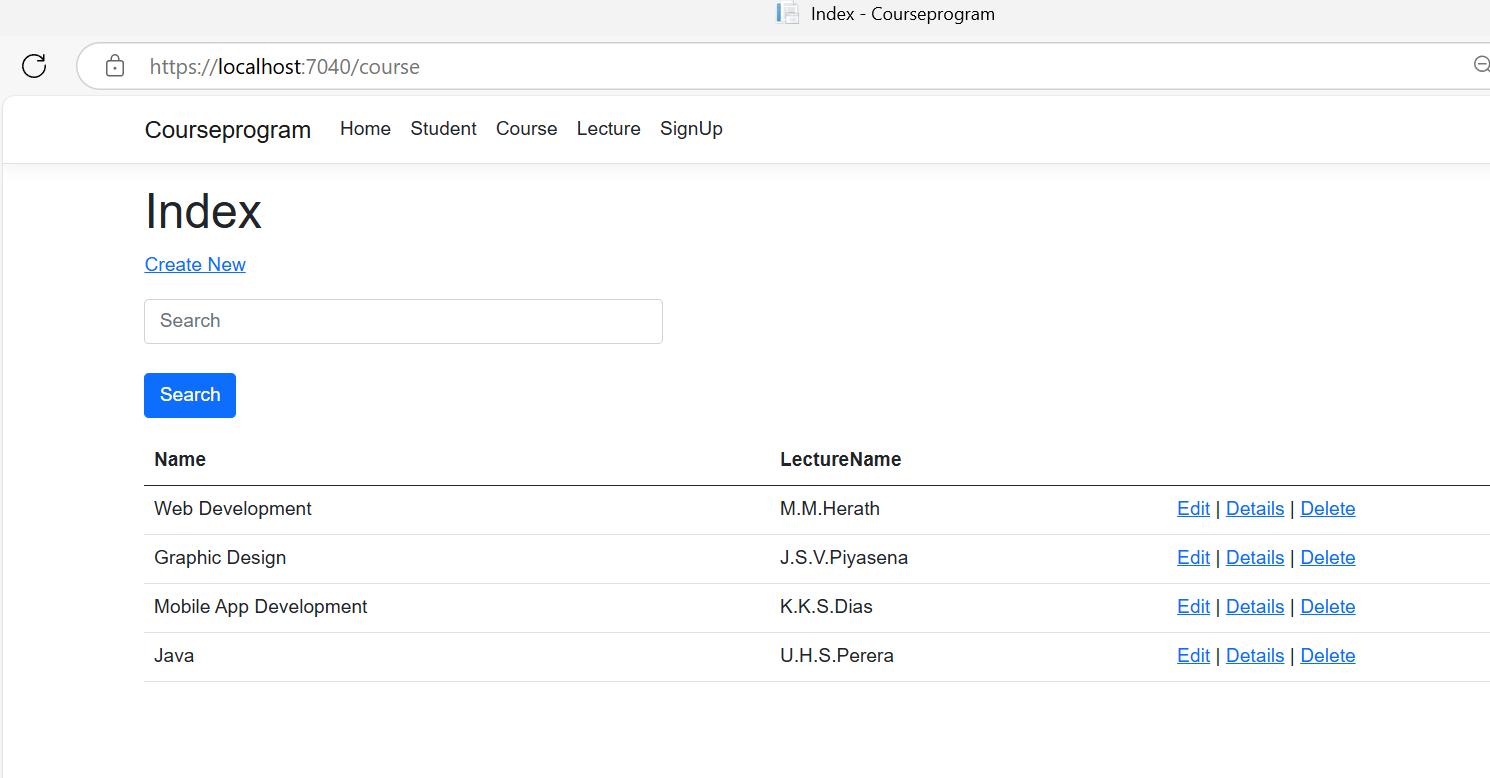 Index - Courseprogram
https://localhost:7040/course
Courseprogram Home Student Course Lecture SignUp
Index
Create New
Search
Search
Name LectureName
Web Development M.M.Herath Edit | Details | Delete
Graphic Design J.S.V.Piyasena Edit | Details | Delete
Mobile App Development K.K.S.Dias Edit | Details | Delete
Java U.H.S.Perera Edit | Details | Delete